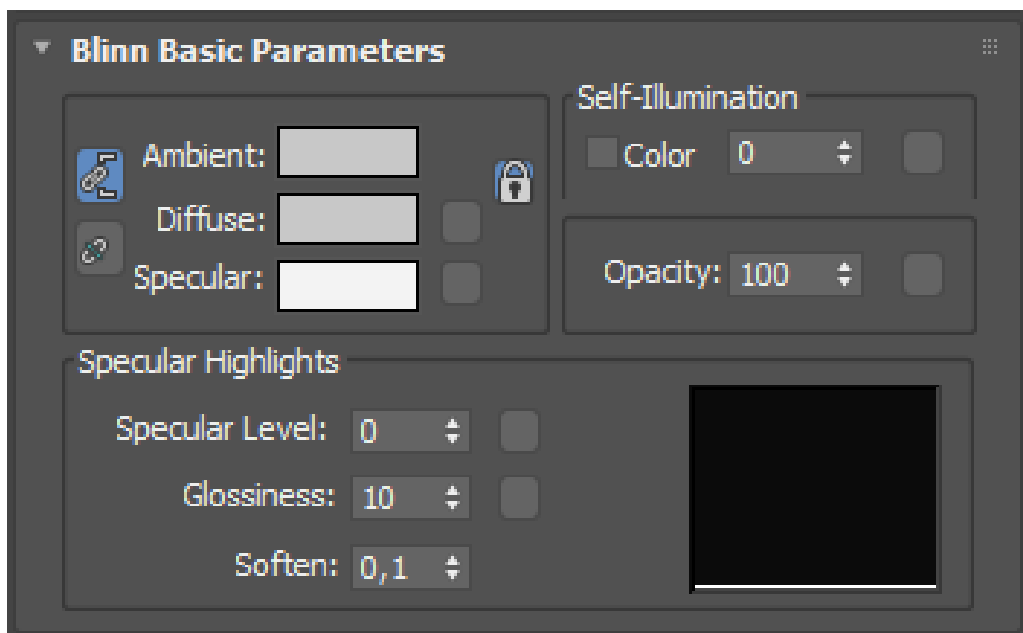 Blinn Basic Parameters
Self-Illumination
Ambient:
Color 0
Diffuse:
Specular:
Opacity: 100
Specular Highlights
Specular Level: 0
Glossiness: 10
Soften: 0,1